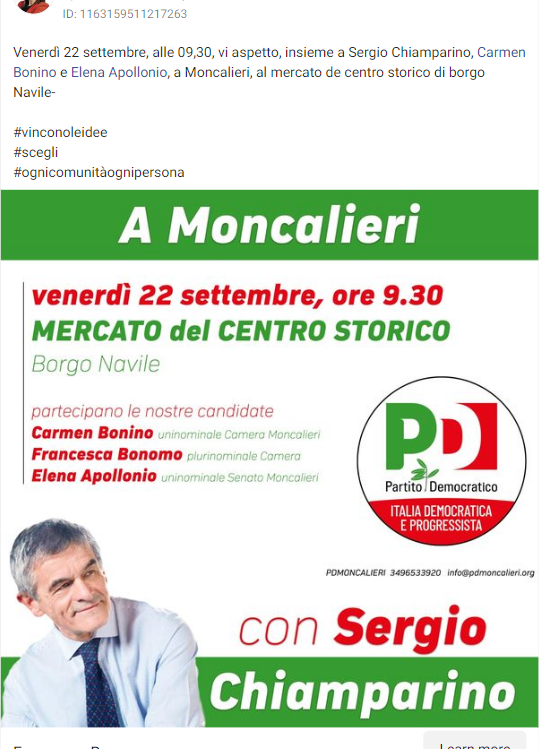 ID: 1163159511217263
Venerdì 22 settembre, alle 09,30, vi aspetto, insieme a Sergio Chiamparino, Carmen
Bonino e Elena Apollonio, a Moncalieri, al mercato de centro storico di borgo
Navile-
#vinconoleidee
#scegli
#ognicomunitàognipersona
A Moncalieri
venerdì 22 settembre, ore 9.30
MERCATO del CENTRO STORICO
Borgo Navile
partecipano le nostre candidate
Carmen Bonino uninominale Camera Moncalieri
Francesca Bonomo plurinominale Camera
Elena Apollonio uninominale Senato Moncalieri
PD
Partito Democratico
ITALIA DEMOCRATICA
E PROGRESSISTA
PDMONCALIERI 3496533920 info@pdmoncalieri.org
con Sergio
Chiamparino
Learn more